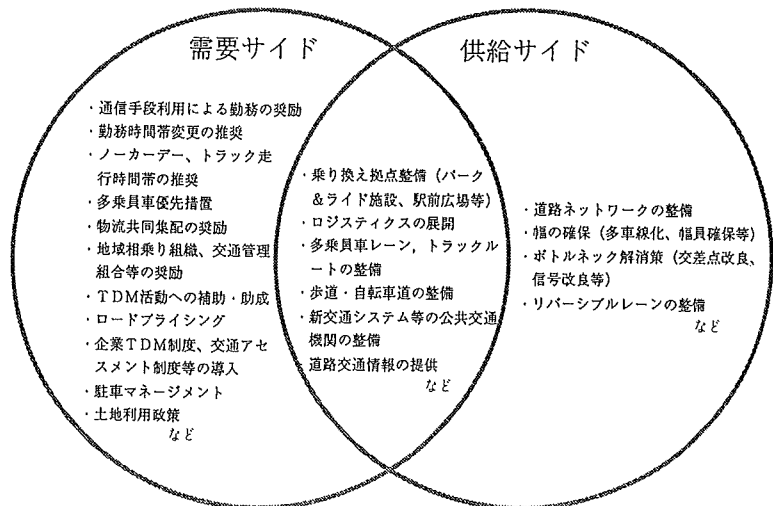 需要サイド
・通信手段利用による勤務の奨励
・勤務時間帯変更の推奨
・ノーカーデー、トラック走
行時間帯の推奨
・多乗員車優先措置
・物流共同集配の奨励
・地域相乗り組織、交通管理
組合等の奨励
・TDM活動への補助・助成
・ロードプライシング
・企業TDM制度、交通アセ
スメント制度等の導入
・駐車マネージメント
・土地利用政策
など
・乗り換え拠点整備（パーク
&ライド施設、駅前広場等）
・ロジスティクスの展開
・多乗員車レーン，トラックル
ートの整備
・歩道・自転車道の整備
・新交通システム等の公共交通
機関の整備
・道路交通情報の提供
など
供給サイド
・道路ネットワークの整備
・幅の確保（多車線化、幅員確保等）
・ボトルネック解消策（交差点改良、
信号改良等）
・リバーシブルレーンの整備
など